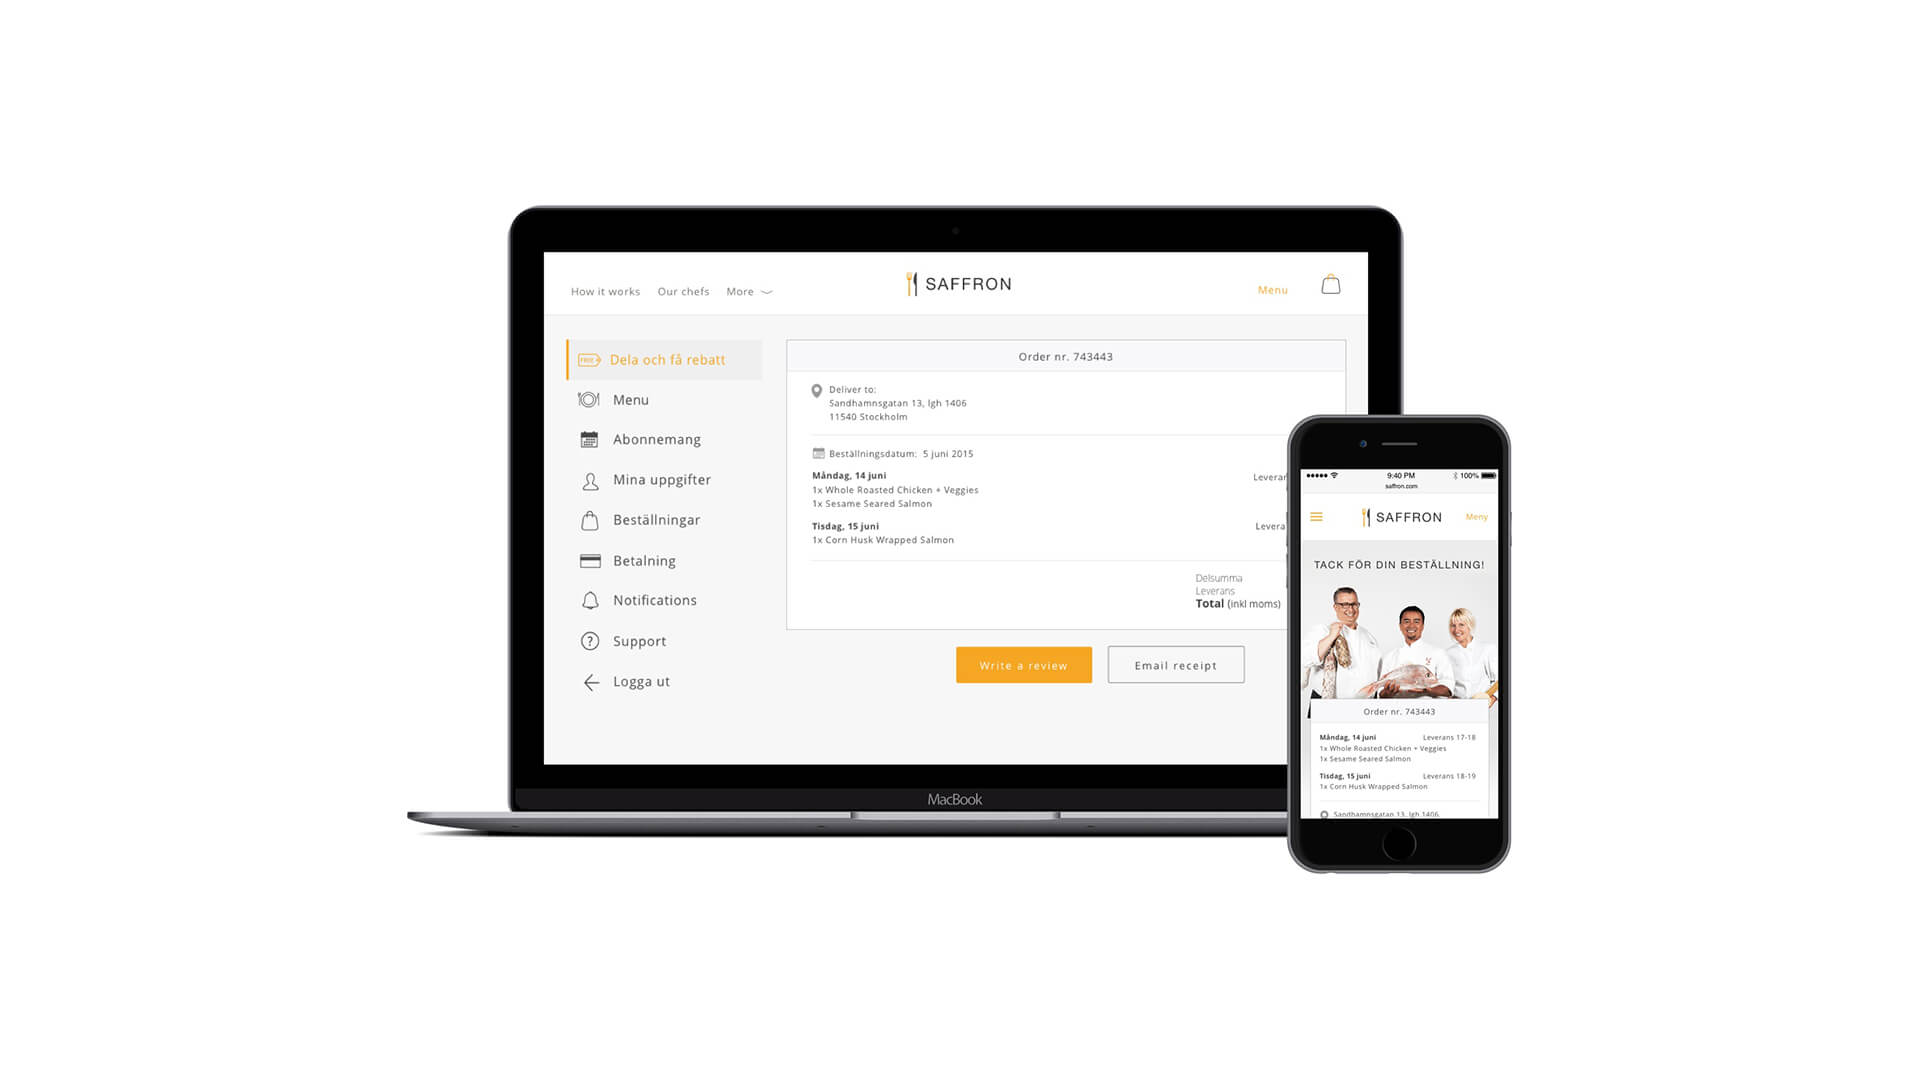 How it works
Our chefs
More
SAFFRON
Menu
FREE
Dela och få rebatt
Menu
Abonnemang
Mina uppgifter
Beställningar
Betalning
Notifications
Support
Logga ut
Order nr. 743443
Deliver to:
Sandhamnsgatan 13, lgh 1406
11540 Stockholm
Beställningsdatum: 5 juni 2015
Måndag, 14 juni
Leverar
1x Whole Roasted Chicken + Veggies
1x Sesame Seared Salmon
Tisdag, 15 juni
Levera
1x Corn Husk Wrapped Salmon
Delsumma
Leverans
Total (inkl moms)
Write a review
Email receipt
MacBook
9:40 PM
100%
saffron.com
SAFFRON
Meny
TACK FÖR DIN BESTÄLLNING!
Order nr. 743443
Måndag, 14 juni
Leverans 17-18
1x Whole Roasted Chicken + Veggies
1x Sesame Seared Salmon
Tisdag, 15 juni
Leverans 18-19
1x Corn Husk Wrapped Salmon
Sandhamnsgatan 13, lgh 1406,